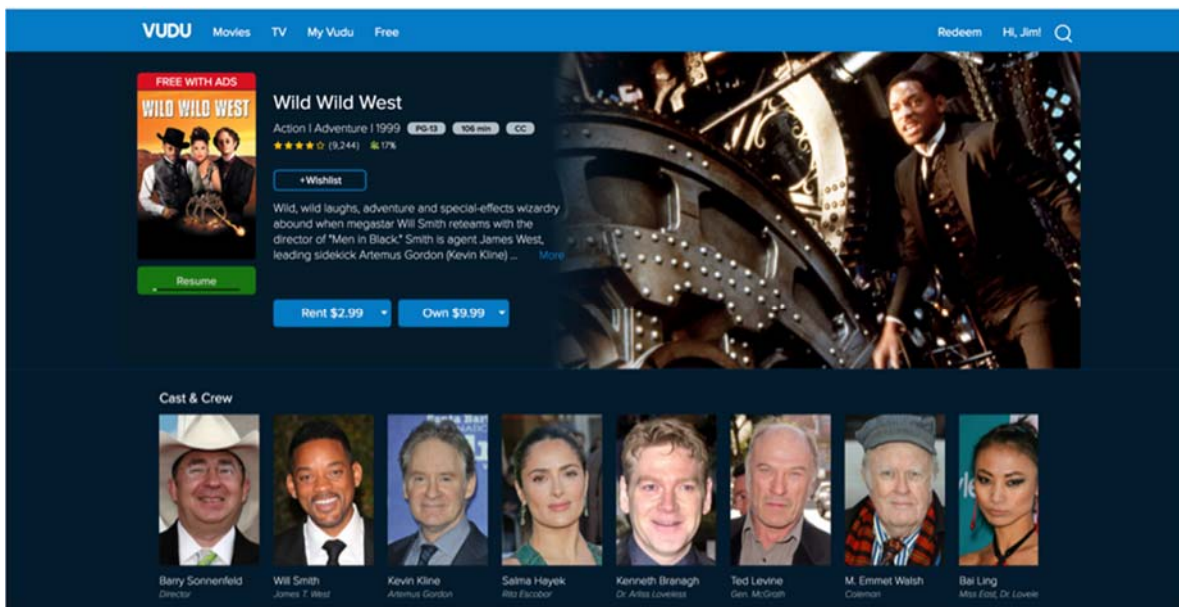 VUDU Movies TV My Vudu Free Redeem Hi, Jim!
FREE WITH ADS
WILD WILD WEST
Resume
Wild Wild West
Action | Adventure | 1999 PG-13 106 min CC
(9,244) 17%
+Wishlist
Wild, wild laughs, adventure and special-effects wizardry
abound when megastar Will Smith reteams with the
director of "Men in Black." Smith is agent James West,
leading sidekick Artemus Gordon (Kevin Kline) ... More
Rent $2.99 Own $9.99
Cast & Crew
Barry Sonnenfeld
Director
Will Smith
James T. West
Kevin Kline
Artemus Gordon
Salma Hayek
Rita Escobar
Kenneth Branagh
Dr. Arliss Loveless
Ted Levine
Gen. McGrath
M. Emmet Walsh
Coleman
Bai Ling
Miss East, Dr. Lovele